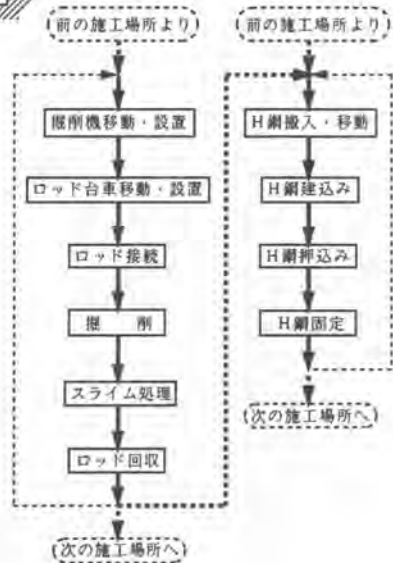 (前の施工場所より)
掘削機移動・設置
ロッド台車移動・設置
ロッド接続
掘　削
スライム処理
ロッド回収
(次の施工場所へ)
(前の施工場所より)
H鋼搬入・移動
H鋼建込み
H鋼押込み
H鋼固定
(次の施工場所へ)